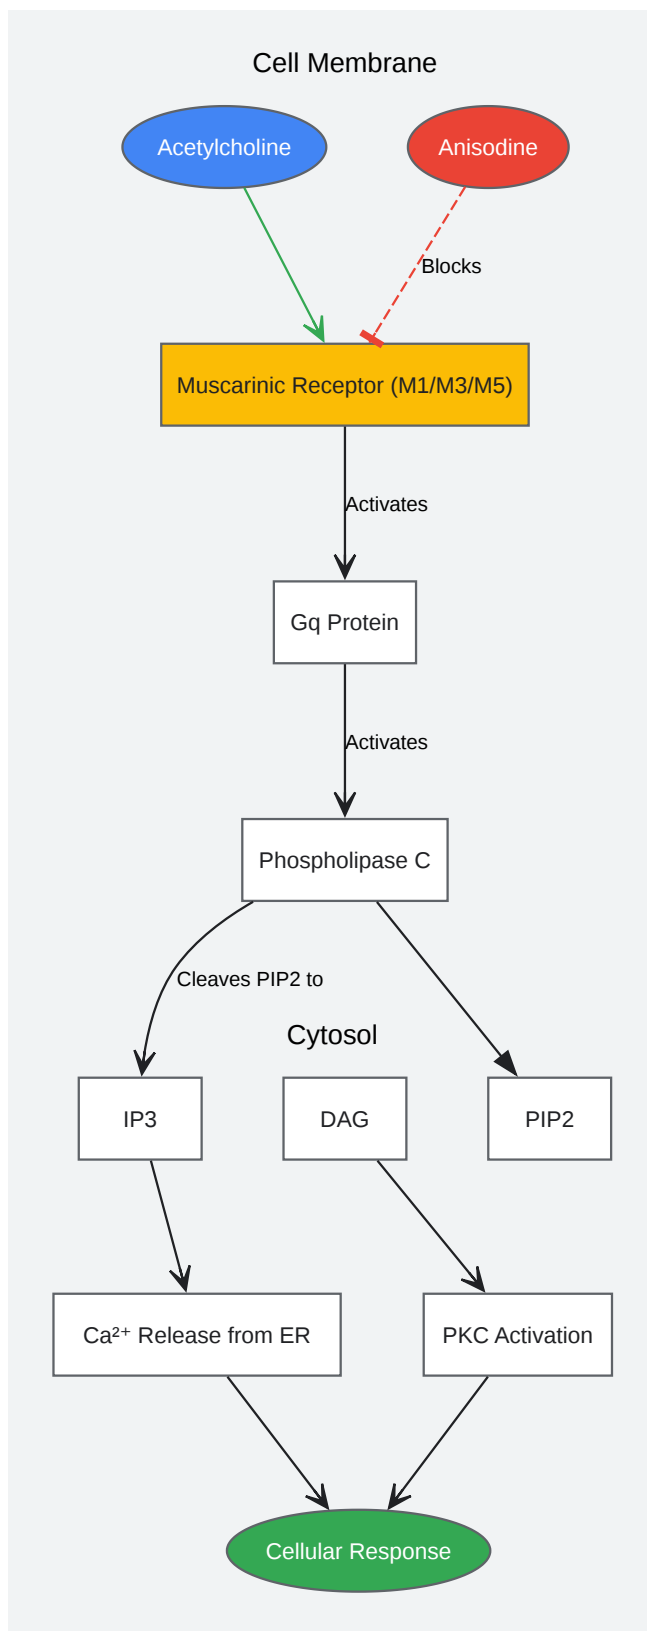 Cell Membrane
Acetylcholine
Anisodine
Blocks
Muscarinic Receptor (M1/M3/M5)
Activates
Gq Protein
Activates
Phospholipase C
Cleaves PIP2 to
Cytosol
IP3
DAG
PIP2
Ca²⁺ Release from ER
PKC Activation
Cellular Response